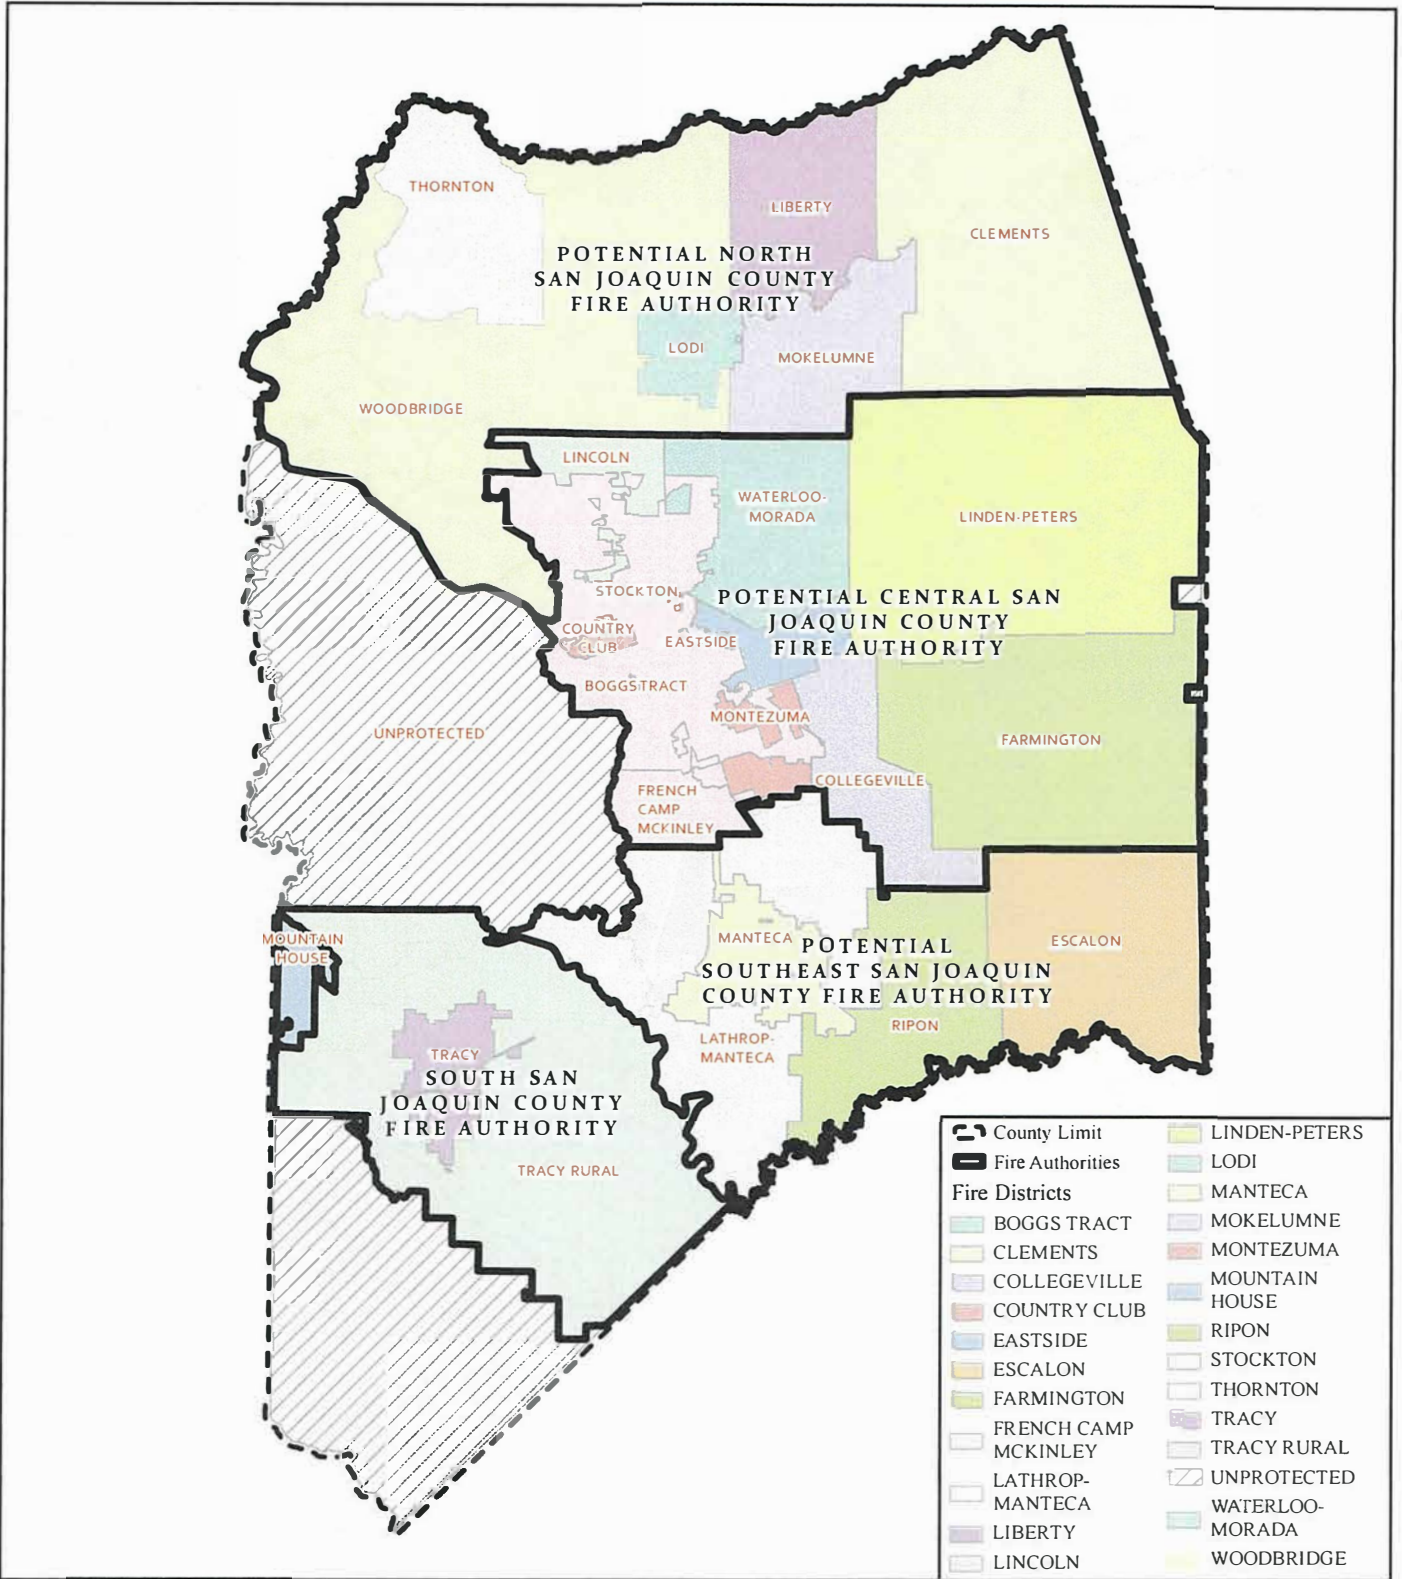 THORNTON
LIBERTY
CLEMENTS
POTENTIAL NORTH
SAN JOAQUIN COUNTY
FIRE AUTHORITY
LODI
MOKELUMNE
WOODBRIDGE
LINCOLN
WATERLOO-
MORADA
LINDEN-PETERS
STOCKTON
POTENTIAL CENTRAL SAN
JOAQUIN COUNTY
FIRE AUTHORITY
COUNTRY
CLUB
EASTSIDE
BOGGS TRACT
MONTEZUMA
UNPROTECTED
FARMINGTON
COLLEGEVILLE
FRENCH
CAMP
MCKINLEY
MOUNTAIN
HOUSE
MANTECA
POTENTIAL
SOUTHEAST SAN JOAQUIN
COUNTY FIRE AUTHORITY
ESCALON
RIPON
LATHROP-
MANTECA
TRACY
SOUTH SAN
JOAQUIN COUNTY
FIRE AUTHORITY
TRACY RURAL
County Limit
Fire Authorities
Fire Districts
BOGGS TRACT
CLEMENTS
COLLEGEVILLE
COUNTRY CLUB
EASTSIDE
ESCALON
FARMINGTON
FRENCH CAMP
MCKINLEY
LATHROP-
MANTECA
LIBERTY
LINCOLN
LINDEN-PETERS
LODI
MANTECA
MOKELUMNE
MONTEZUMA
MOUNTAIN
HOUSE
RIPON
STOCKTON
THORNTON
TRACY
TRACY RURAL
UNPROTECTED
WATERLOO-
MORADA
WOODBRIDGE